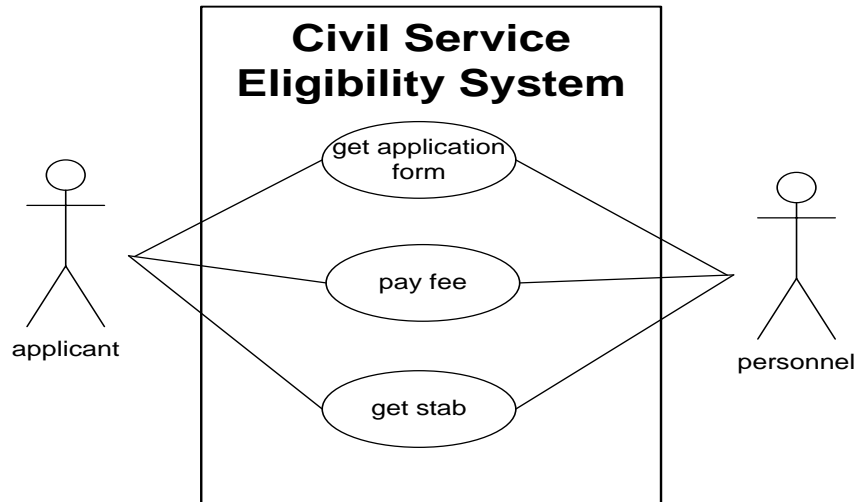 Civil Service
Eligibility System
get application
form
pay fee
get stab
applicant
personnel